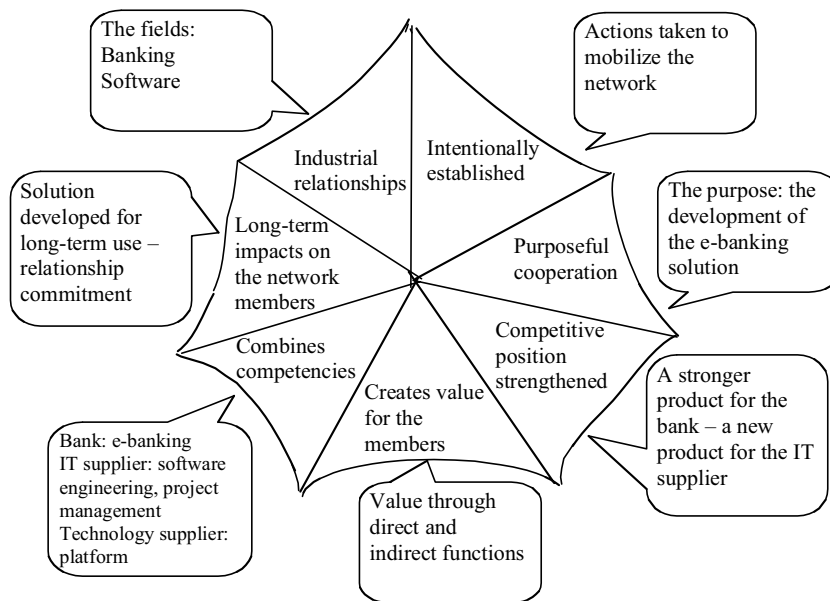 The fields:
Banking
Software
Actions taken to
mobilize the
network
Industrial
relationships
Intentionally
established
Solution
developed for
long-term use –
relationship
commitment
Long-term
impacts on
the network
members
Purposeful
cooperation
The purpose: the
development of
the e-banking
solution
Combines
competencies
Creates value
for the
members
Competitive
position
strengthened
A stronger
product for the
bank – a new
product for the IT
supplier
Bank: e-banking
IT supplier: software
engineering, project
management
Technology supplier:
platform
Value through
direct and
indirect functions